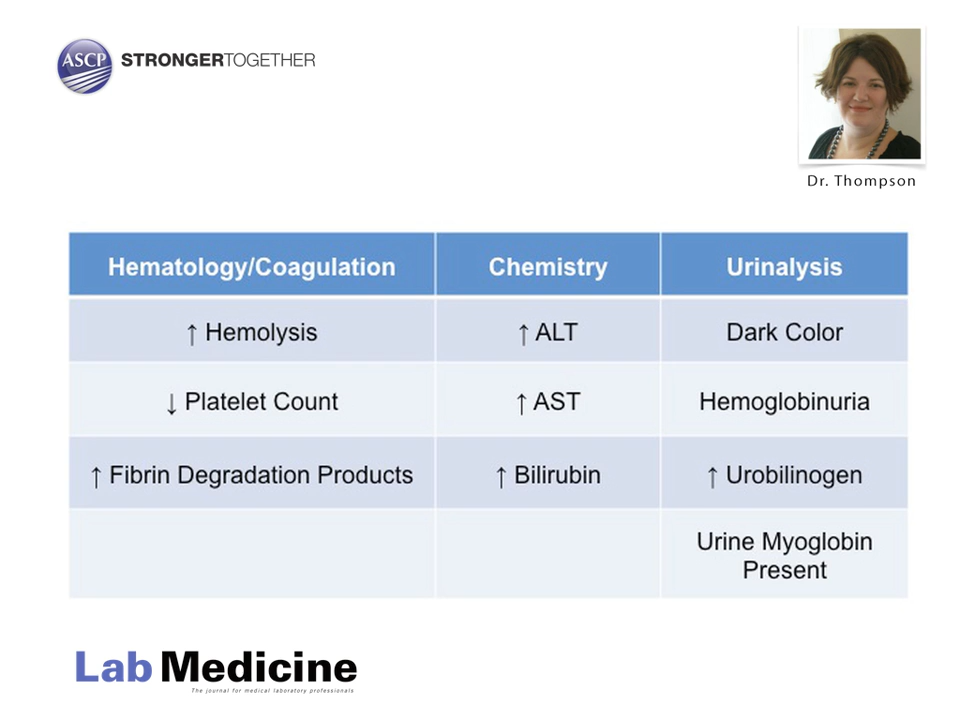 ASCP STRONGERTOGETHER
Dr. Thompson
Hematology/Coagulation Chemistry Urinalysis
↑ Hemolysis ↑ ALT Dark Color
↓ Platelet Count ↑ AST Hemoglobinuria
↑ Fibrin Degradation Products ↑ Bilirubin ↑ Urobilinogen
Urine Myoglobin
Present
Lab Medicine
The journal for medical laboratory professionals